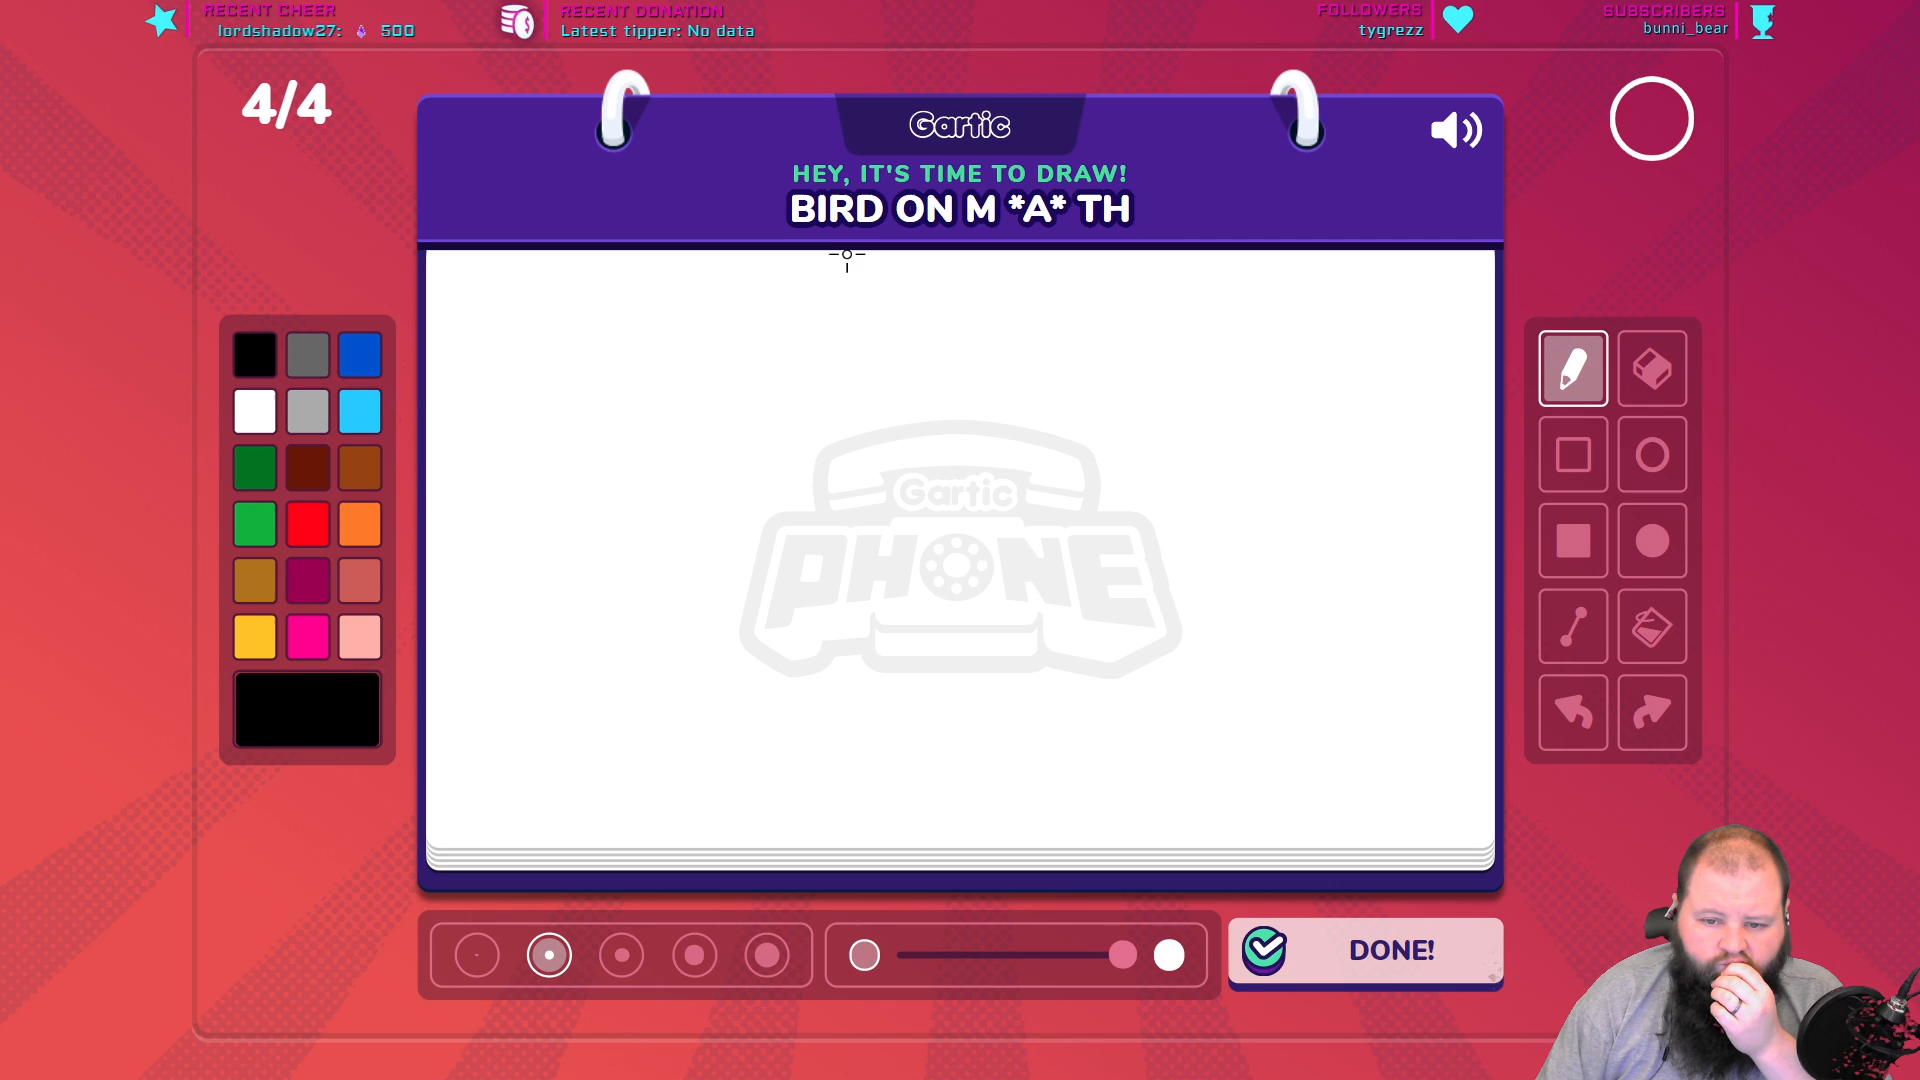 RECENT CHEER
lordshadow27: 500
RECENT DONATION
Latest tipper: No data
FOLLOWERS
tygrezz
SUBSCRIBERS
bunni_bear
4/4
Gartic
HEY, IT'S TIME TO DRAW!
BIRD ON M *A* TH
Gartic
PHONE
DONE!